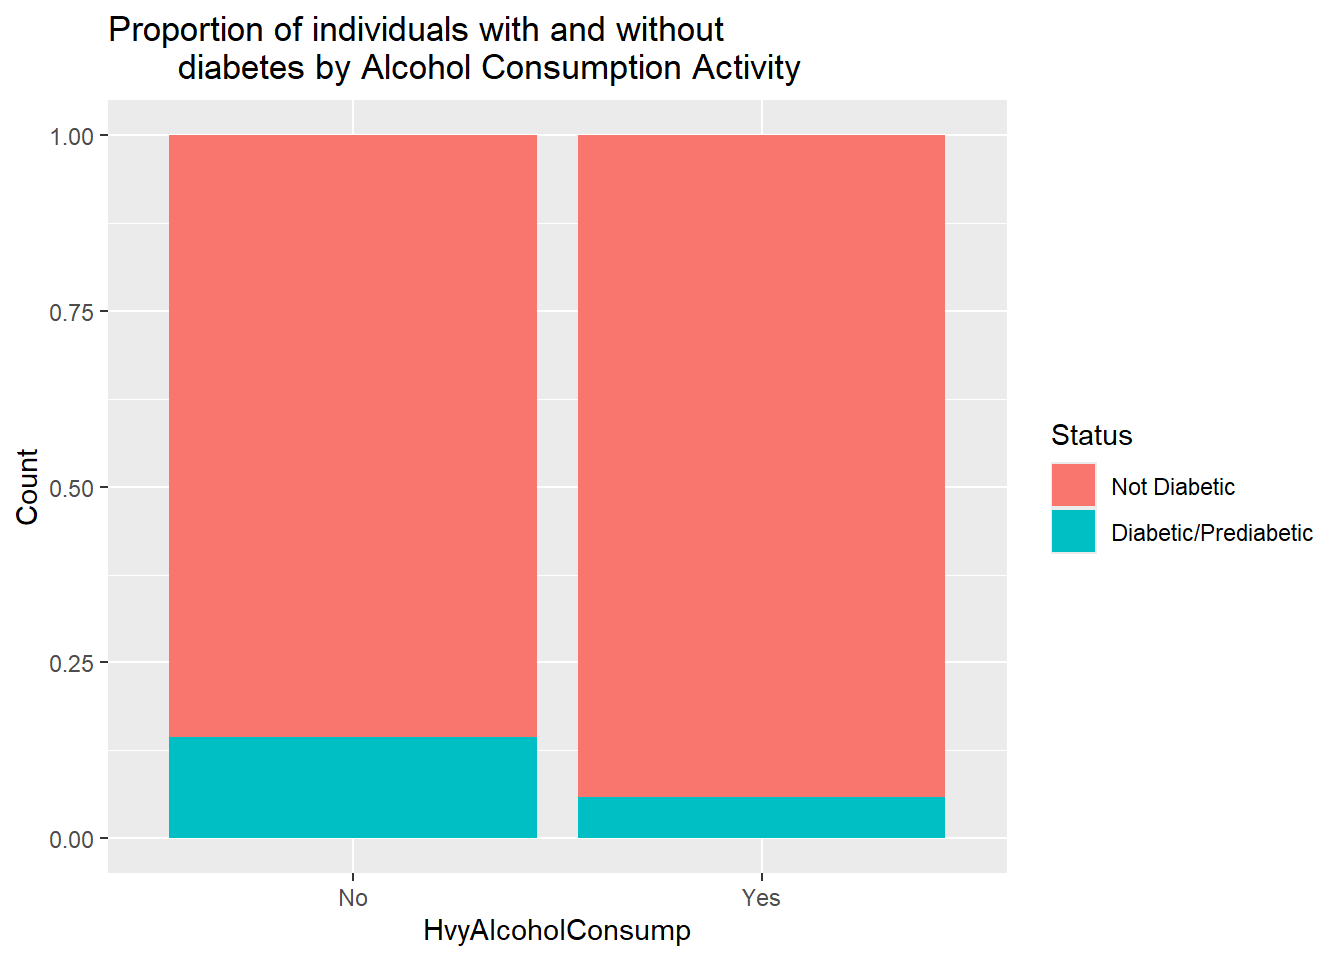 Proportion of individuals with and without
diabetes by Alcohol Consumption Activity
1.00
0.75
0.50
0.25
0.00
Count
No
Yes
HvyAlcoholConsump
Status
Not Diabetic
Diabetic/Prediabetic